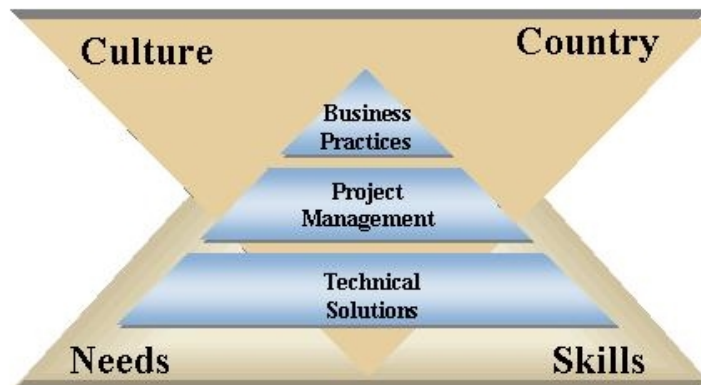 Culture
Country
Business
Practices
Project
Management
Technical
Solutions
Needs
Skills